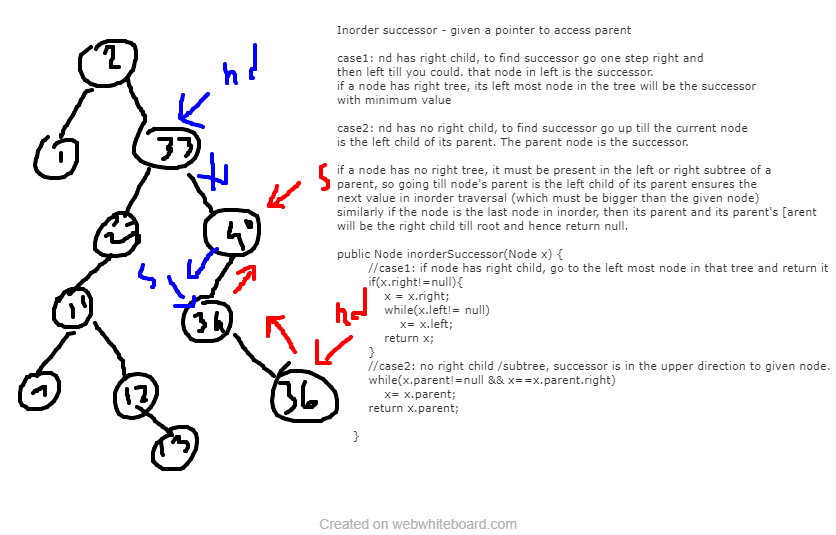 Inorder successor - given a pointer to access parent
case1: nd has right child, to find successor go one step right and
then left till you could. that node in left is the successor.
if a node has right tree, its left most node in the tree will be the successor
with minimum value
case2: nd has no right child, to find successor go up till the current node
is the left child of its parent. The parent node is the successor.
if a node has no right tree, it must be present in the left or right subtree of a
parent, so going till node's parent is the left child of its parent ensures the
next value in inorder traversal (which must be bigger than the given node)
similarly if the node is the last node in inorder, then its parent and its parent's [arent
will be the right child till root and hence return null.
public Node inorderSuccessor(Node x) {
//case1: if node has right child, go to the left most node in that tree and return it
if(x.right!=null){
x = x.right;
while(x.left!= null)
x= x.left;
return x;
}
//case2: no right child /subtree, successor is in the upper direction to given node.
while(x.parent!=null && x==x.parent.right)
x= x.parent;
return x.parent;
}
2
nd
1
33
S
S
34
nd
36
12
13
Created on webwhiteboard.com